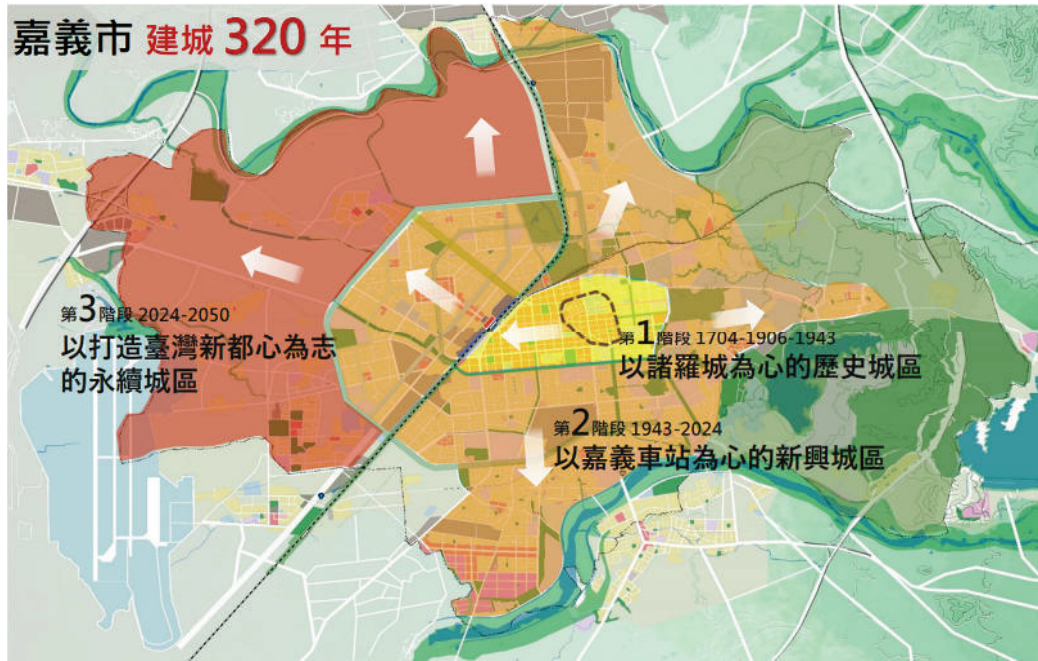 嘉義市 建城 320 年
第3階段 2024-2050
以打造臺灣新都心為志
的永續城區
第1階段 1704-1906-1943
以諸羅城為心的歷史城區
第2階段 1943-2024
以嘉義車站為心的新興城區